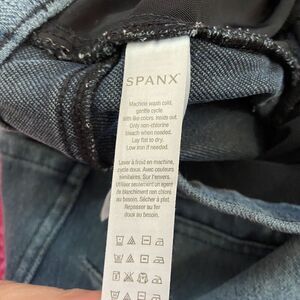 SPANX
Machine wash cold,
gentle cycle
with like colors. Inside out.
Only non-chlorine
bleach when needed.
Lay flat to dry.
Low iron if needed.
Laver à froid en machine,
cycle doux. Avec couleurs
similaires. Sur l'envers.
Utiliser seulement un agent
de blanchiment non chloré
au besoin. Sécher à plat.
Repasser au fer
doux au besoin.